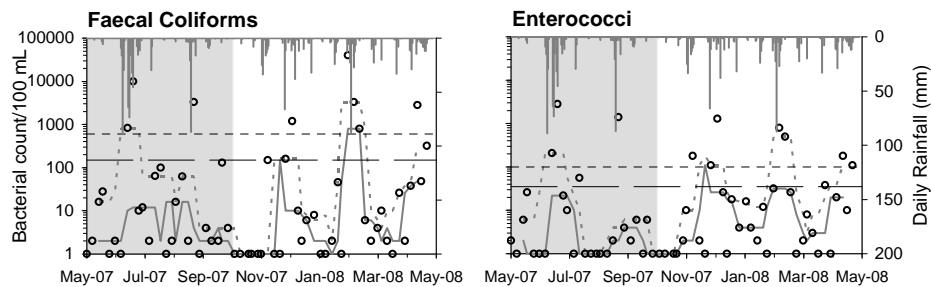 Faecal Coliforms
Enterococci
Bacterial count/100 mL
100000
10000
1000
100
10
1
May-07 Jul-07 Sep-07 Nov-07 Jan-08 Mar-08 May-08
0
50
100
150
200
Daily Rainfall (mm)
May-07 Jul-07 Sep-07 Nov-07 Jan-08 Mar-08 May-08